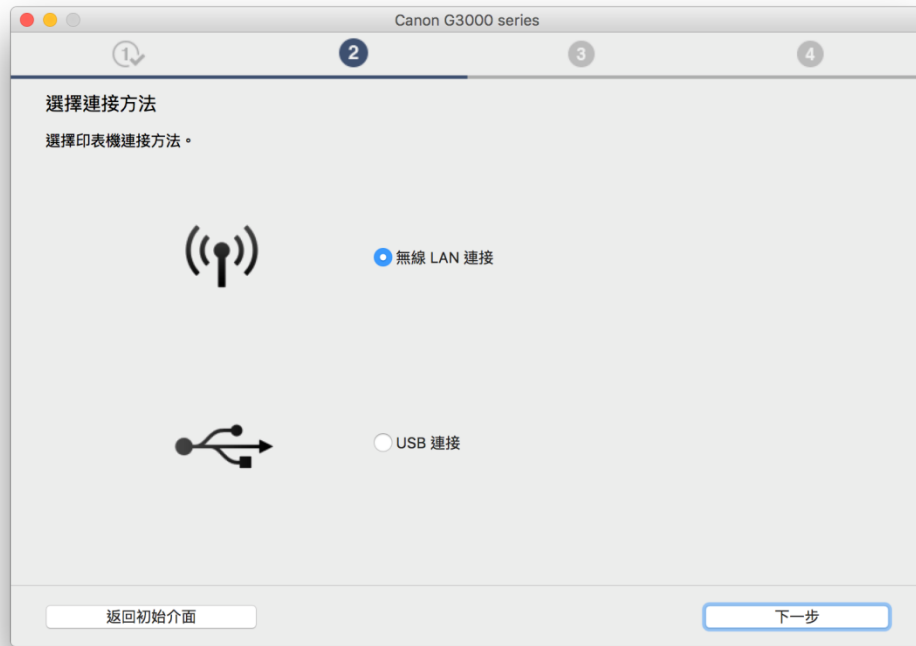 Canon G3000 series
1
2
3
4
選擇連接方法
選擇印表機連接方法。
無線 LAN 連接
USB 連接
返回初始介面
下一步